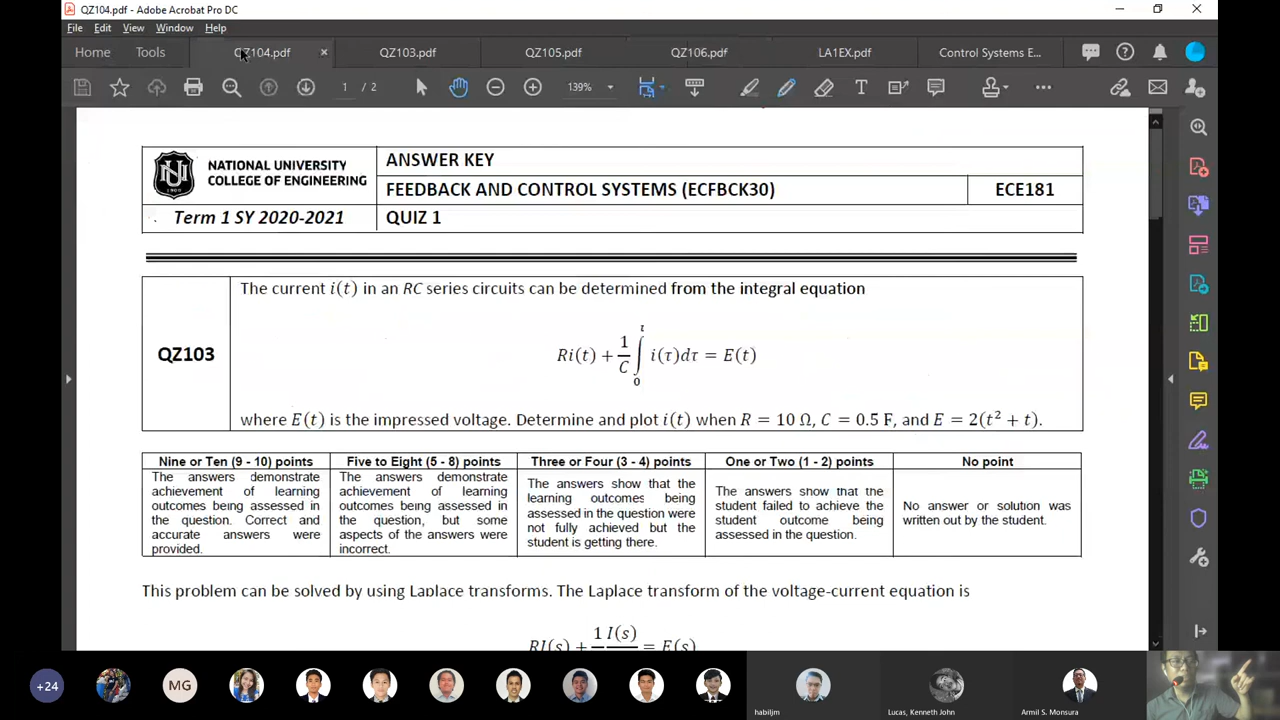 QZ104.pdf - Adobe Acrobat Pro DC
File Edit View Window Help
Home Tools QZ104.pdf × QZ103.pdf QZ105.pdf QZ106.pdf LA1EX.pdf Control Systems E...
1 / 2 139%
NATIONAL UNIVERSITY
COLLEGE OF ENGINEERING
Term 1 SY 2020-2021
ANSWER KEY
FEEDBACK AND CONTROL SYSTEMS (ECFBCK30) ECE181
QUIZ 1
QZ103
The current i(t) in an RC series circuits can be determined from the integral equation
Ri(t) + 1/C ∫₀ᵗ i(τ)dτ = E(t)
where E(t) is the impressed voltage. Determine and plot i(t) when R = 10 Ω, C = 0.5 F, and E = 2(t² + t).
Nine or Ten (9 - 10) points
The answers demonstrate
achievement of learning
outcomes being assessed in
the question. Correct and
accurate answers were
provided.
Five to Eight (5 - 8) points
The answers demonstrate
achievement of learning
outcomes being assessed in
the question, but some
aspects of the answers were
incorrect.
Three or Four (3 - 4) points
The answers show that the
learning outcomes being
assessed in the question were
not fully achieved but the
student is getting there.
One or Two (1 - 2) points
The answers show that the
student failed to achieve the
student outcome being
assessed in the question.
No point
No answer or solution was
written out by the student.
This problem can be solved by using Laplace transforms. The Laplace transform of the voltage-current equation is
RI(s) + 1 I(s) = E(s)
+24 MG
habiljm
Lucas, Kenneth John
Armil S. Monsura